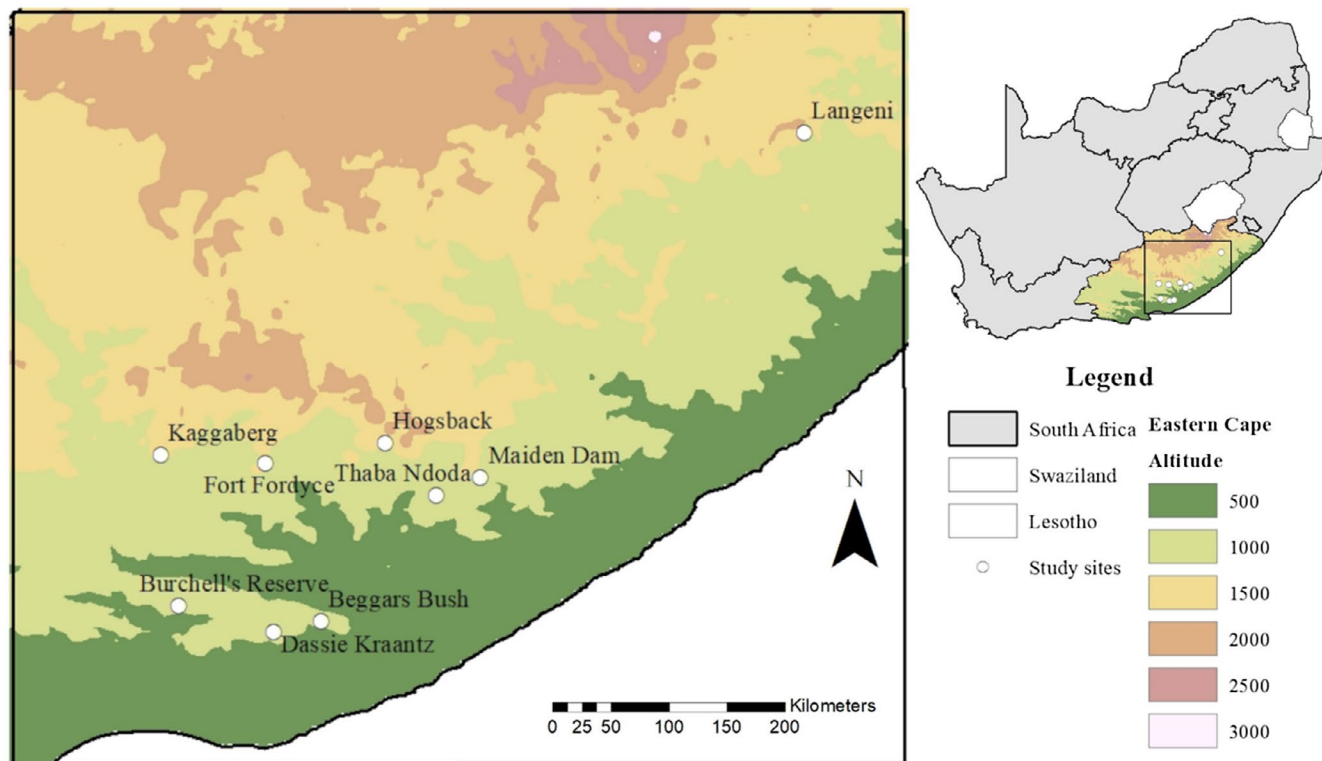 Langeni
Hogsback
Kaggaberg
Maiden Dam
Thaba Ndoda
Fort Fordyce
Burchell's Reserve
Beggars Bush
Dassie Kraantz
N
Kilometers
0 25 50 100 150 200
Legend
South Africa
Swaziland
Lesotho
Study sites
Eastern Cape
Altitude
500
1000
1500
2000
2500
3000